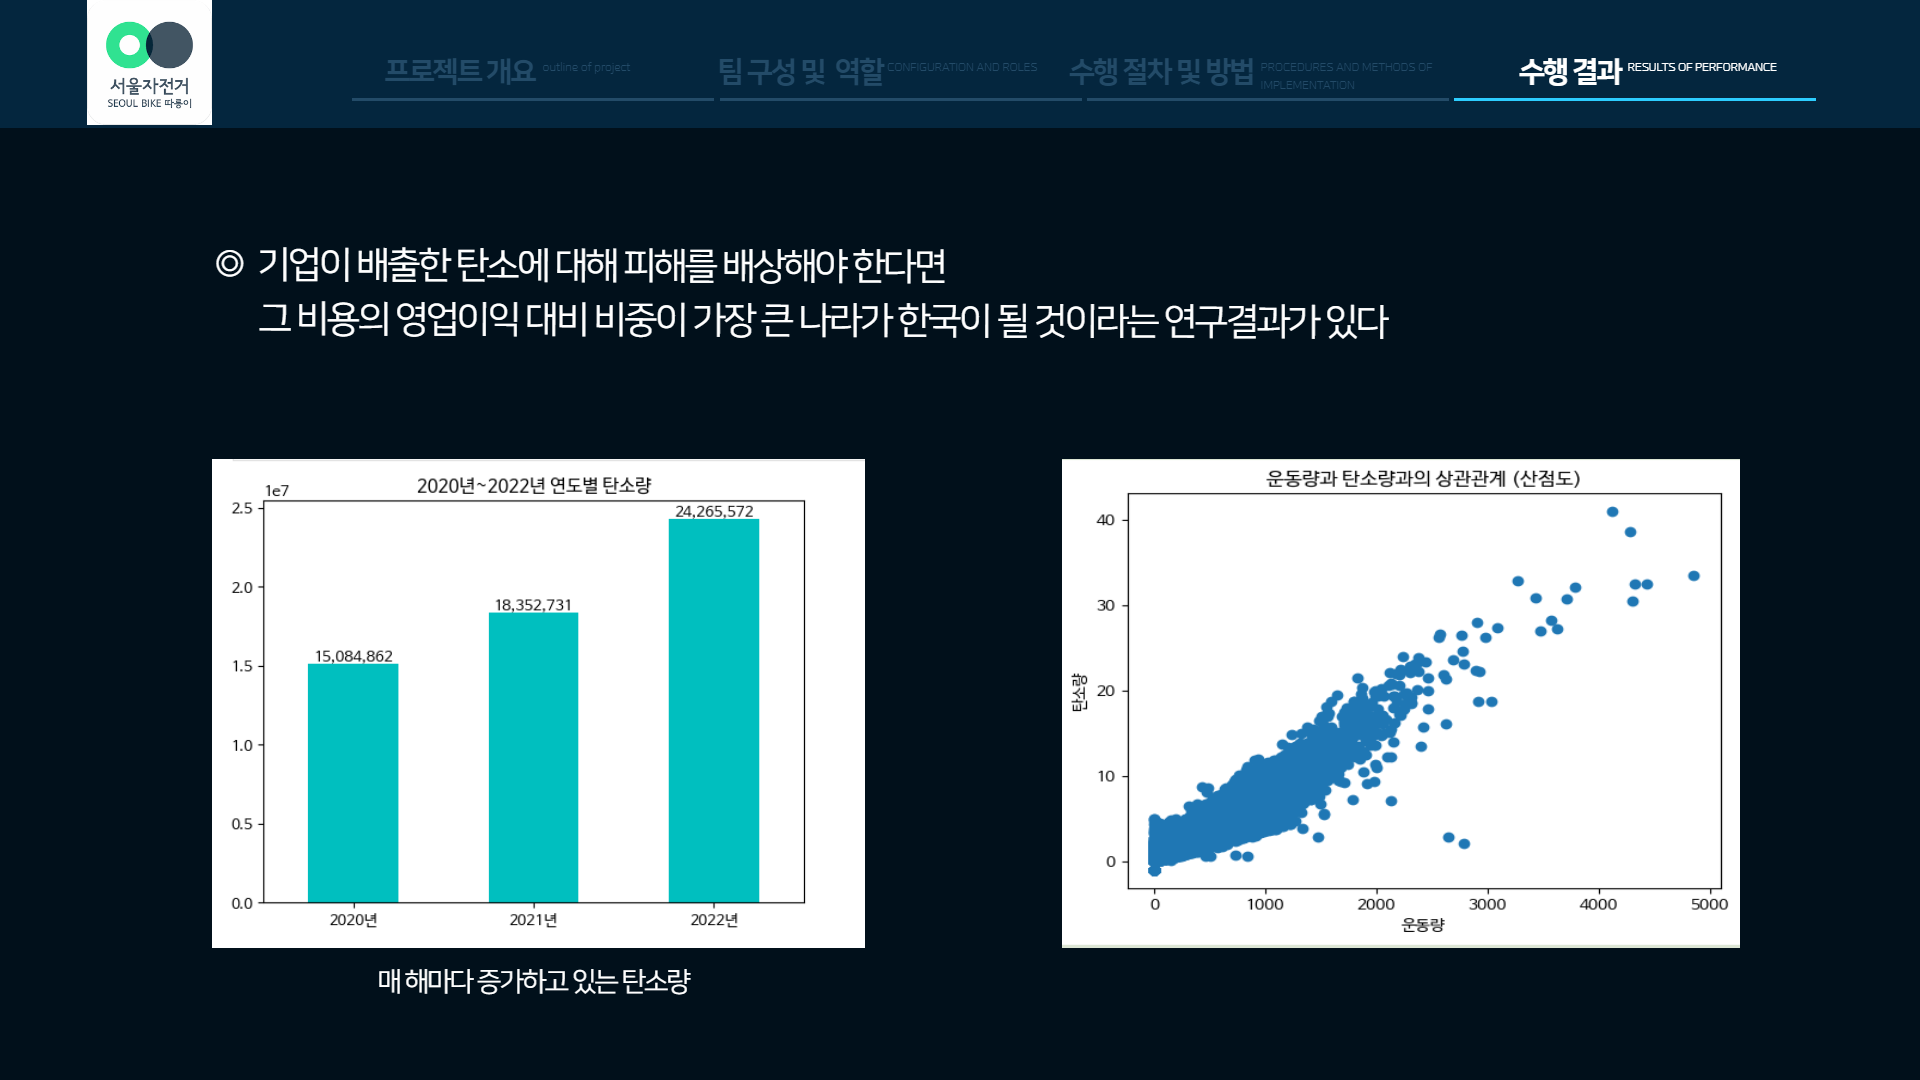 서울자전거
SEOUL BIKE 따릉이
프로젝트 개요 outline of project
팀 구성 및 역할 CONFIGURATION AND ROLES
수행 절차 및 방법 PROCEDURES AND METHODS OF
IMPLEMENTATION
수행 결과 RESULTS OF PERFORMANCE
◎ 기업이 배출한 탄소에 대해 피해를 배상해야 한다면
그 비용의 영업이익 대비 비중이 가장 큰 나라가 한국이 될 것이라는 연구결과가 있다
2020년~2022년 연도별 탄소량
1e7
2.5
2.0
1.5
1.0
0.5
0.0
15,084,862
18,352,731
24,265,572
2020년
2021년
2022년
매 해마다 증가하고 있는 탄소량
운동량과 탄소량과의 상관관계 (산점도)
탄소량
40
30
20
10
0
0 1000 2000 3000 4000 5000
운동량